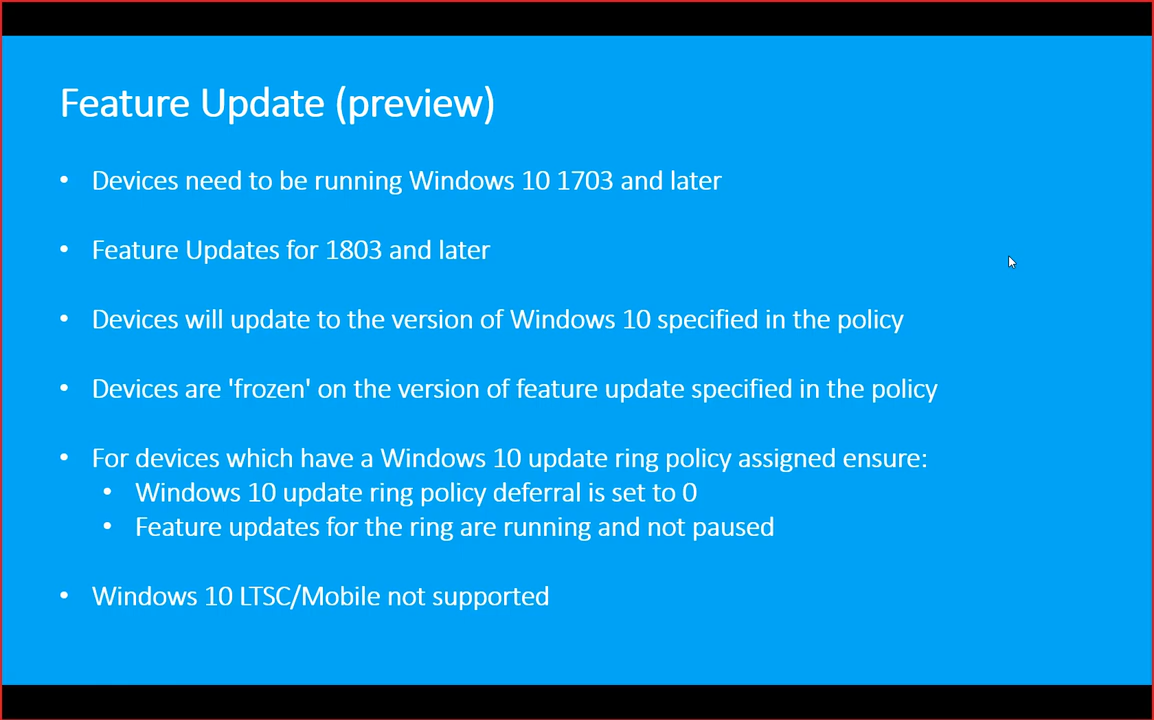 Feature Update (preview)
• Devices need to be running Windows 10 1703 and later
• Feature Updates for 1803 and later
• Devices will update to the version of Windows 10 specified in the policy
• Devices are 'frozen' on the version of feature update specified in the policy
• For devices which have a Windows 10 update ring policy assigned ensure:
• Windows 10 update ring policy deferral is set to 0
• Feature updates for the ring are running and not paused
• Windows 10 LTSC/Mobile not supported